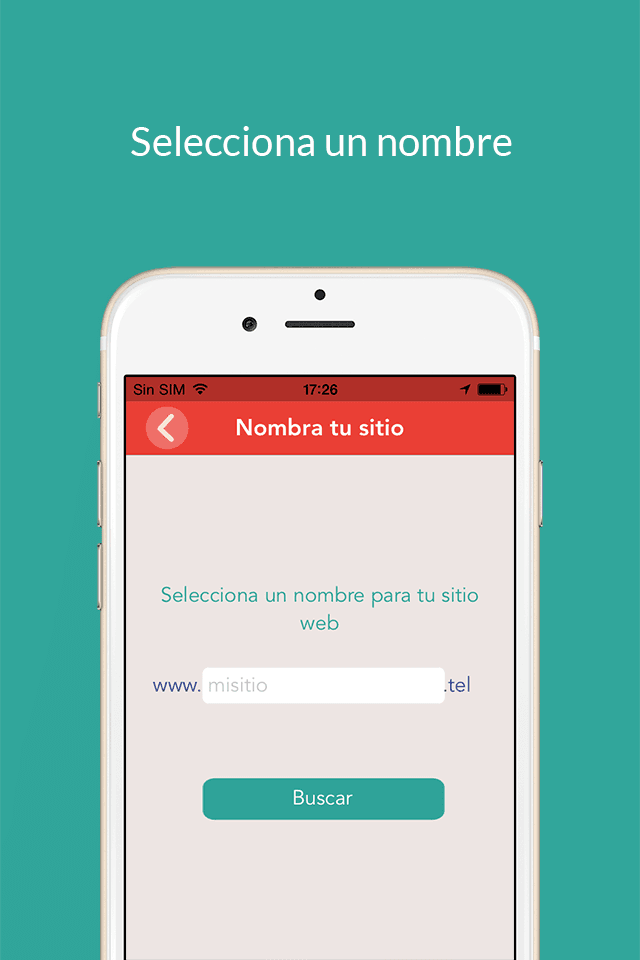 Selecciona un nombre
Sin SIM 17:26
Nombra tu sitio
Selecciona un nombre para tu sitio
web
www. misitio .tel
Buscar